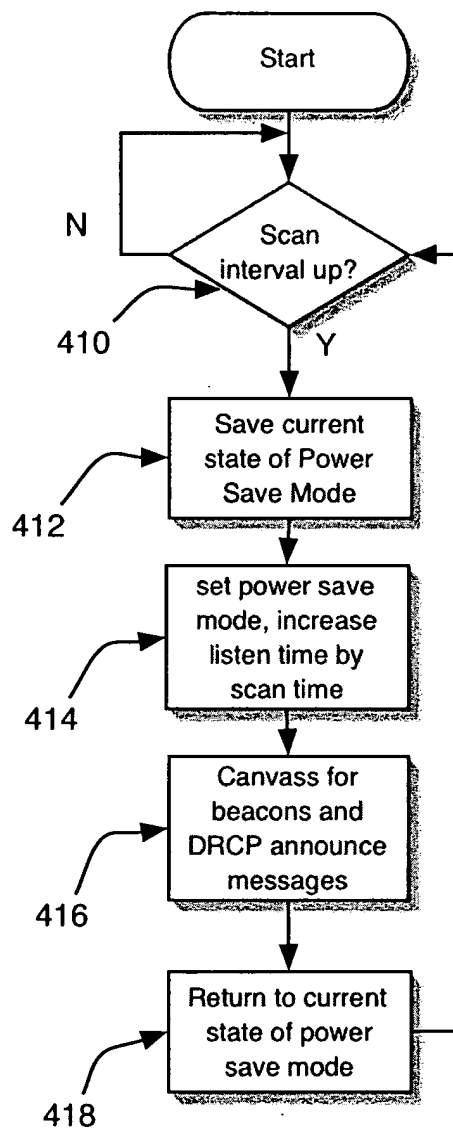 Start
N
Scan
interval up?
410
Y
Save current
state of Power
Save Mode
412
set power save
mode, increase
listen time by
scan time
414
Canvass for
beacons and
DRCP announce
messages
416
Return to current
state of power
save mode
418